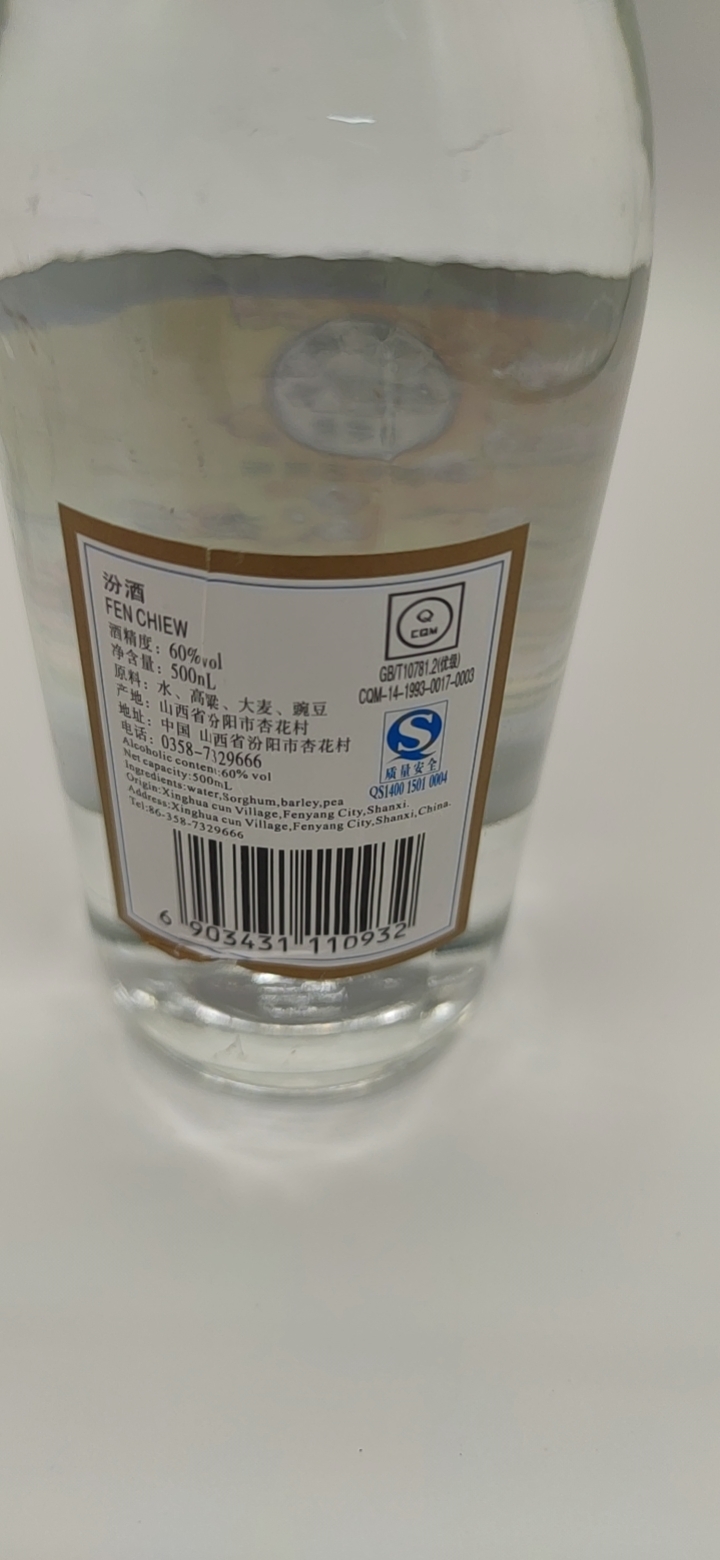 汾酒
FEN CHIEW
酒精度：60%vol
净含量：500mL
原料：水、高粱、大麦、豌豆
产地：山西省汾阳市杏花村
地址：中国 山西省汾阳市杏花村
电话：0358-7329666
Alcoholic content:60% vol
Net capacity:500mL
Ingredients:water,Sorghum,barley,pea
Origin:Xinghua cun Village,Fenyang City,Shanxi.
Address:Xinghua cun Village,Fenyang City,Shanxi,China.
Tel:86-358-7329666
6 903431 110932
Q
CQM
GB/T10781.2(优级)
CQM-14-1993-0017-0003
S
质量安全
QS1400 1501 0004